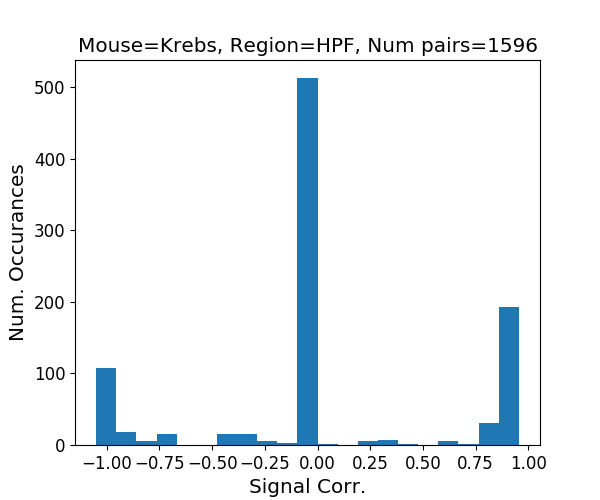 Mouse=Krebs, Region=HPF, Num pairs=1596
Num. Occurances
500
400
300
200
100
0
−1.00 −0.75 −0.50 −0.25 0.00 0.25 0.50 0.75 1.00
Signal Corr.